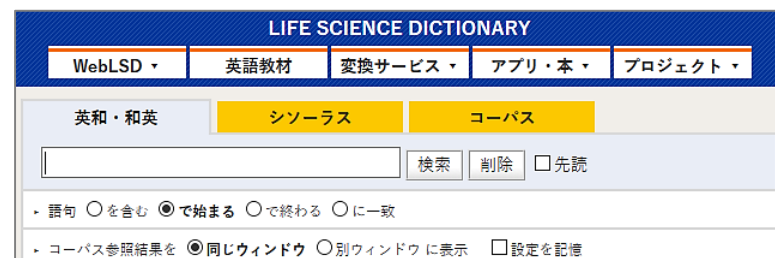 LIFE SCIENCE DICTIONARY
WebLSD 英語教材 変換サービス アプリ・本 プロジェクト
英和・和英 シソーラス コーパス
検索 削除 先読
語句 を含む で始まる で終わる に一致
コーパス参照結果を 同じウィンドウ 別ウィンドウ に表示 設定を記憶